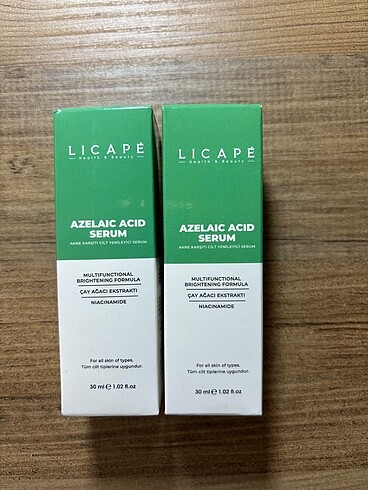 LICAPÉ
Health & Beauty
AZELAIC ACID
SERUM
AKNE KARŞITI CİLT YENİLEYİCİ SERUM
MULTIFUNCTIONAL
BRIGHTENING FORMULA
ÇAY AĞACI EKSTRAKTI
NIACINAMIDE
For all skin of types.
Tüm cilt tiplerine uygundur.
30 ml ℮ 1.02 fl.oz
LICAPÉ
Health & Beauty
AZELAIC ACID
SERUM
AKNE KARŞITI CİLT YENİLEYİCİ SERUM
MULTIFUNCTIONAL
BRIGHTENING FORMULA
ÇAY AĞACI EKSTRAKTI
NIACINAMIDE
For all skin of types.
Tüm cilt tiplerine uygundur.
30 ml ℮ 1.02 fl.oz